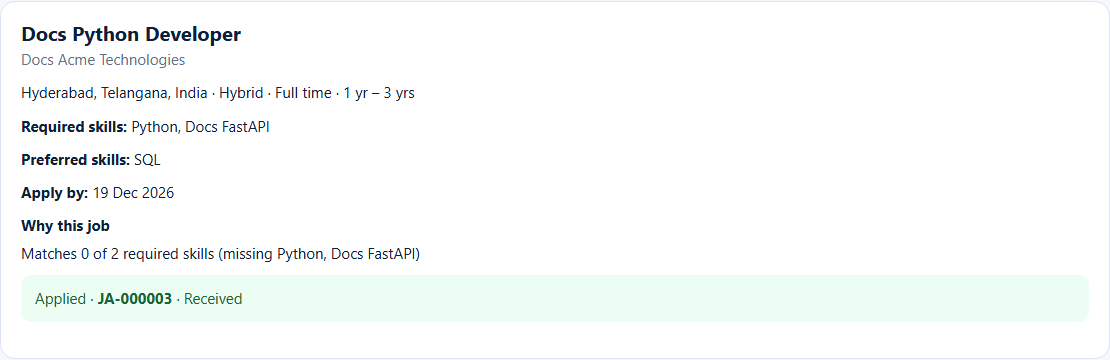 Docs Python Developer
Docs Acme Technologies
Hyderabad, Telangana, India · Hybrid · Full time · 1 yr – 3 yrs
Required skills: Python, Docs FastAPI
Preferred skills: SQL
Apply by: 19 Dec 2026
Why this job
Matches 0 of 2 required skills (missing Python, Docs FastAPI)
Applied · JA-000003 · Received